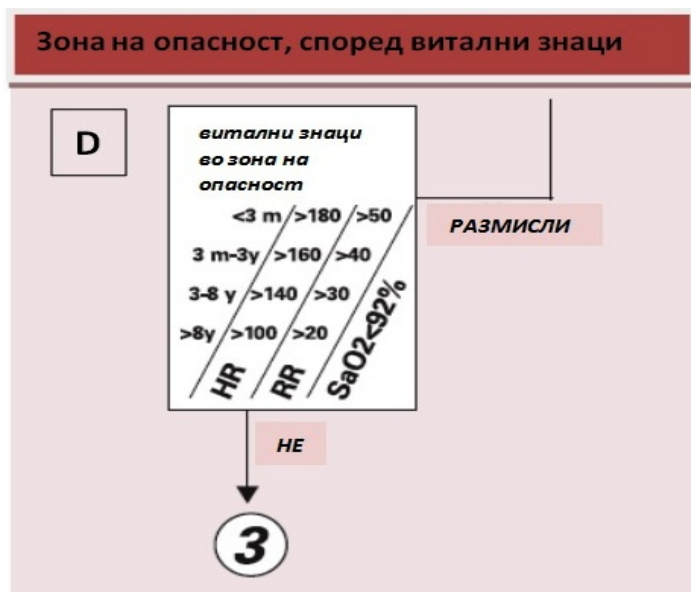 Зона на опасност, според витални знаци
D
витални знаци
во зона на
опасност
<3 m >180 >50
3 m-3y >160 >40
3-8 y >140 >30
>8y >100 >20
HR RR SaO2<92%
РАЗМИСЛИ
НЕ
3